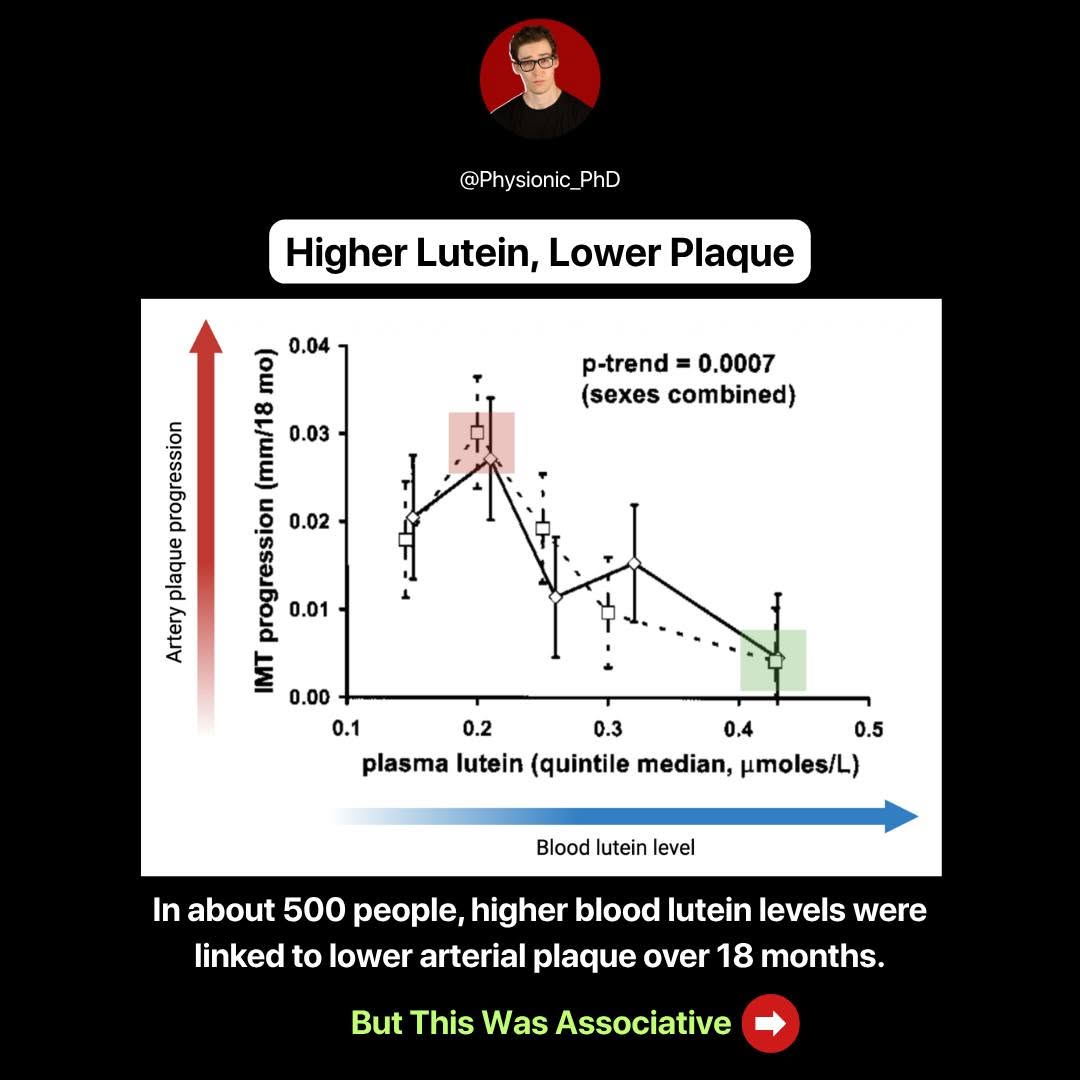 @Physionic_PhD
Higher Lutein, Lower Plaque
Artery plaque progression
IMT progression (mm/18 mo)
0.04
0.03
0.02
0.01
0.00
p-trend = 0.0007
(sexes combined)
0.1 0.2 0.3 0.4 0.5
plasma lutein (quintile median, μmoles/L)
Blood lutein level
In about 500 people, higher blood lutein levels were
linked to lower arterial plaque over 18 months.
But This Was Associative